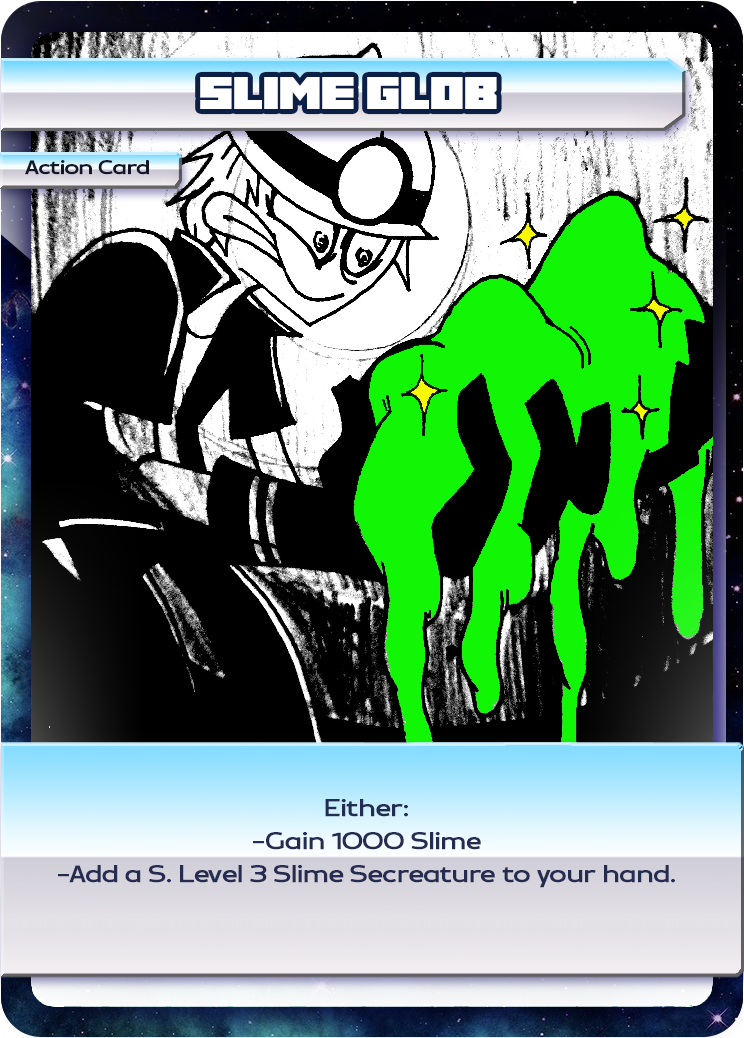 SLIME GLOB
Action Card
Either:
-Gain 1000 Slime
-Add a S. Level 3 Slime Secreature to your hand.